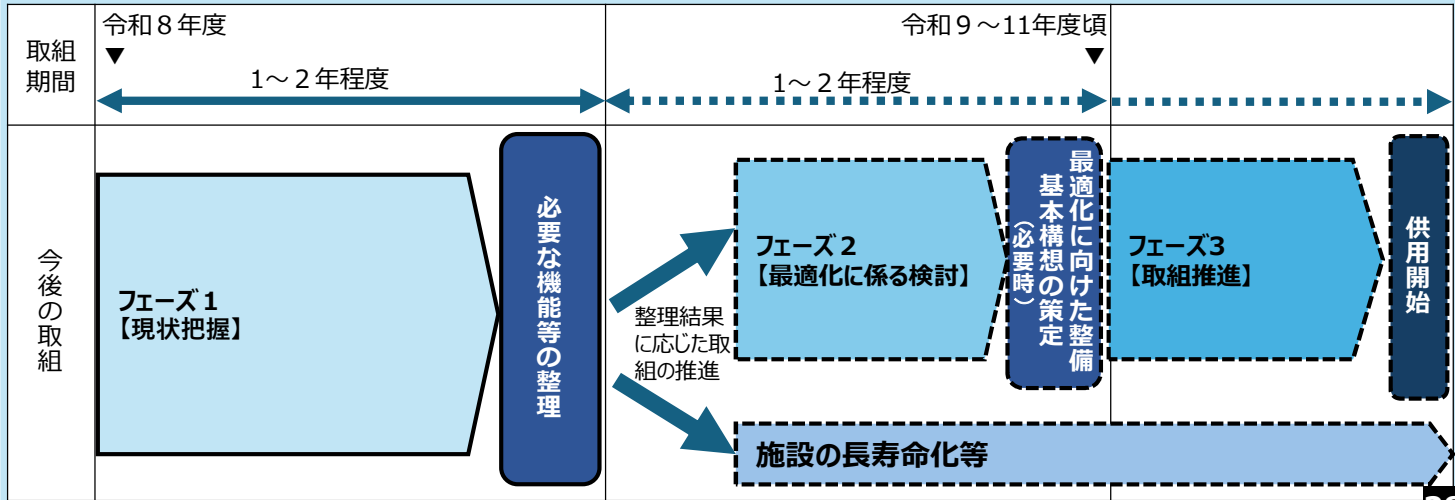 取組
期間
令和８年度
▼
1～２年程度
令和９～11年度頃
▼
1～２年程度
今後の取組
フェーズ１
【現状把握】
必要な機能等の整理
整理結果
に応じた取
組の推進
フェーズ２
【最適化に係る検討】
最適化に向けた整備
基本構想の策定
（必要時）
フェーズ3
【取組推進】
供用開始
施設の長寿命化等